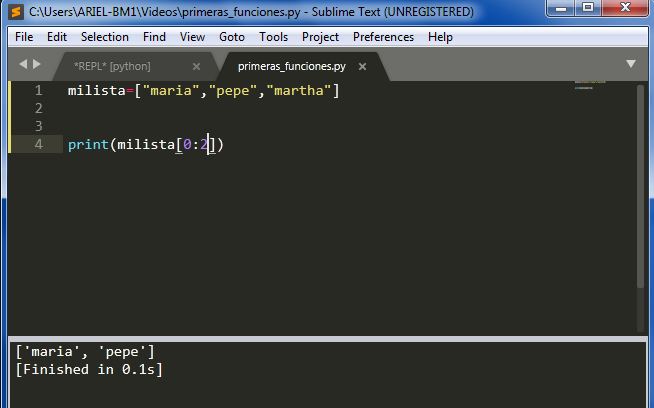 C:\Users\ARIEL-BM1\Videos\primeras_funciones.py - Sublime Text (UNREGISTERED)
File Edit Selection Find View Goto Tools Project Preferences Help
*REPL* [python] primeras_funciones.py
1 milista=["maria","pepe","martha"]
2
3
4 print(milista[0:2])
['maria', 'pepe']
[Finished in 0.1s]